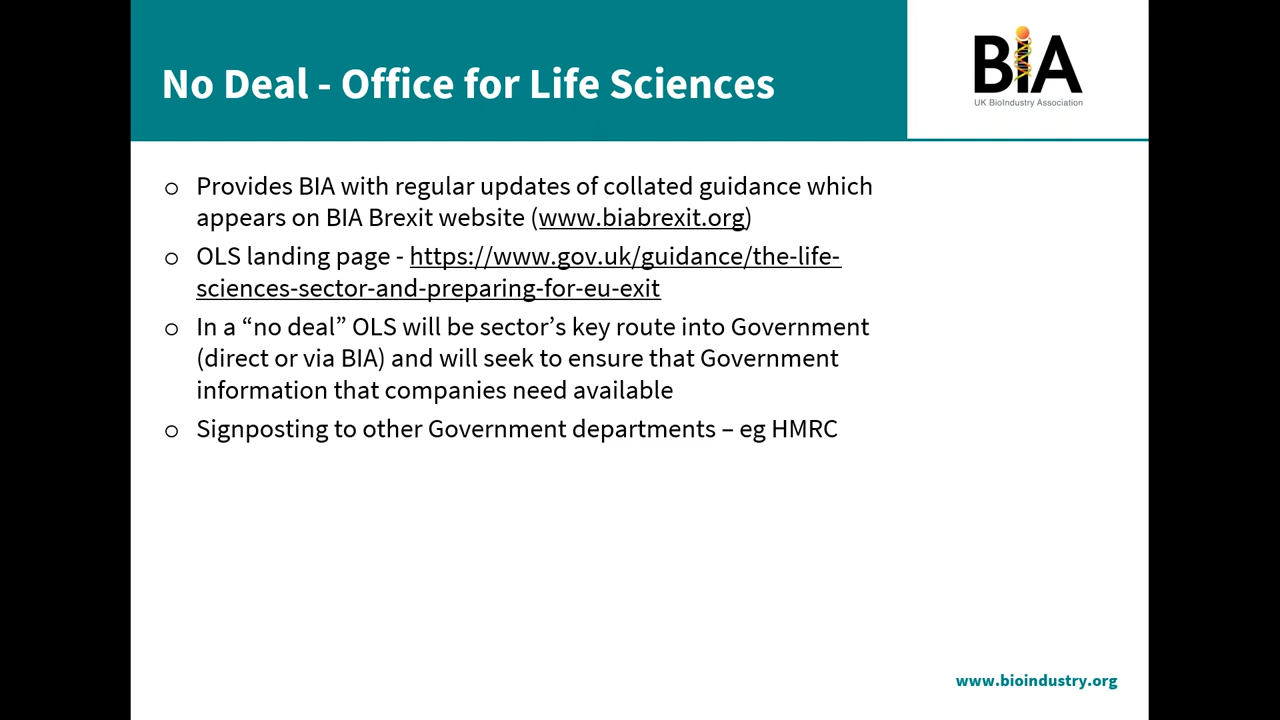 No Deal - Office for Life Sciences
BiA
UK BioIndustry Association
○ Provides BIA with regular updates of collated guidance which
appears on BIA Brexit website (www.biabrexit.org)
○ OLS landing page - https://www.gov.uk/guidance/the-life-
sciences-sector-and-preparing-for-eu-exit
○ In a “no deal” OLS will be sector’s key route into Government
(direct or via BIA) and will seek to ensure that Government
information that companies need available
○ Signposting to other Government departments – eg HMRC
www.bioindustry.org